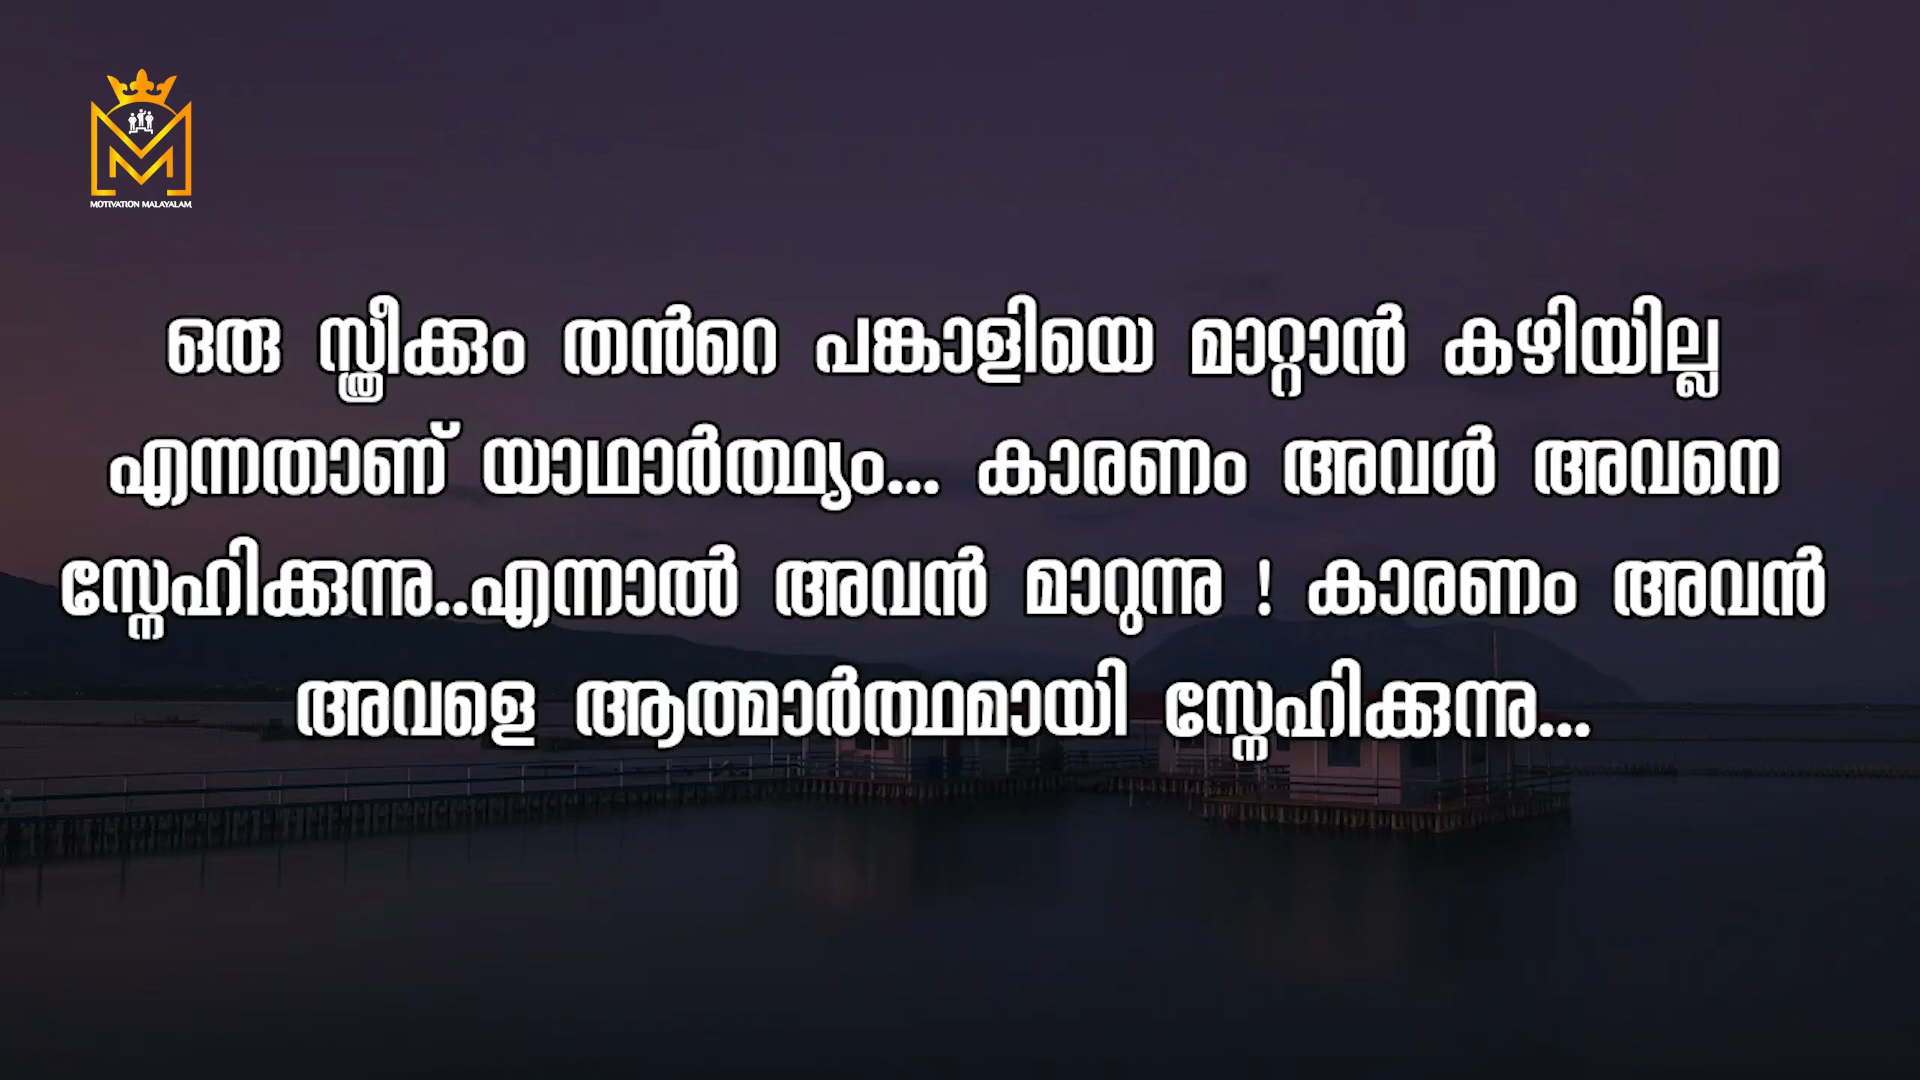 MOTIVATION MALAYALAM
ഒരു സ്ത്രീക്കും തൻറെ പങ്കാളിയെ മാറ്റാൻ കഴിയില്ല
എന്നതാണ് യാഥാർത്ഥ്യം... കാരണം അവൾ അവനെ
സ്നേഹിക്കുന്നു..എന്നാൽ അവൻ മാറുന്നു ! കാരണം അവൻ
അവളെ ആത്മാർത്ഥമായി സ്നേഹിക്കുന്നു...